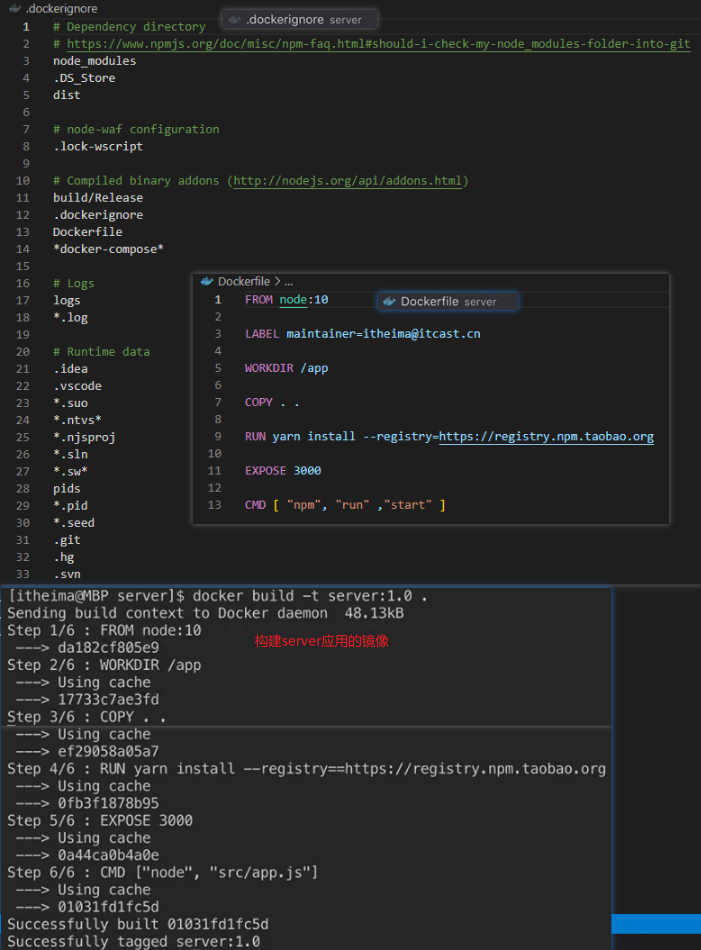 .dockerignore
.dockerignore server
1 # Dependency directory
2 # https://www.npmjs.org/doc/misc/npm-faq.html#should-i-check-my-node_modules-folder-into-git
3 node_modules
4 .DS_Store
5 dist
6
7 # node-waf configuration
8 .lock-wscript
9
10 # Compiled binary addons (http://nodejs.org/api/addons.html)
11 build/Release
12 .dockerignore
13 Dockerfile
14 *docker-compose*
15
16 # Logs
17 logs
18 *.log
19
20 # Runtime data
21 .idea
22 .vscode
23 *.suo
24 *.ntvs*
25 *.njsproj
26 *.sln
27 *.sw*
28 pids
29 *.pid
30 *.seed
31 .git
32 .hg
33 .svn
Dockerfile > ...
Dockerfile server
1 FROM node:10
2
3 LABEL maintainer=itheima@itcast.cn
4
5 WORKDIR /app
6
7 COPY . .
8
9 RUN yarn install --registry=https://registry.npm.taobao.org
10
11 EXPOSE 3000
12
13 CMD [ "npm", "run" ,"start" ]
[itheima@MBP server]$ docker build -t server:1.0 .
Sending build context to Docker daemon  48.13kB
Step 1/6 : FROM node:10
构建server应用的镜像
---> da182cf805e9
Step 2/6 : WORKDIR /app
---> Using cache
---> 17733c7ae3fd
Step 3/6 : COPY . .
---> Using cache
---> ef29058a05a7
Step 4/6 : RUN yarn install --registry==https://registry.npm.taobao.org
---> Using cache
---> 0fb3f1878b95
Step 5/6 : EXPOSE 3000
---> Using cache
---> 0a44ca0b4a0e
Step 6/6 : CMD ["node", "src/app.js"]
---> Using cache
---> 01031fd1fc5d
Successfully built 01031fd1fc5d
Successfully tagged server:1.0